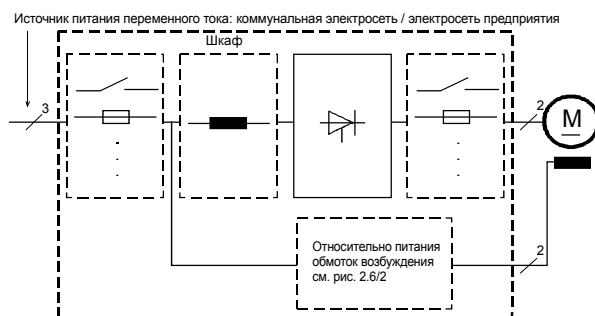 Источник питания переменного тока: коммунальная электросеть / электросеть предприятия
Шкаф
3
2
M
Относительно питания
обмоток возбуждения
см. рис. 2.6/2
2